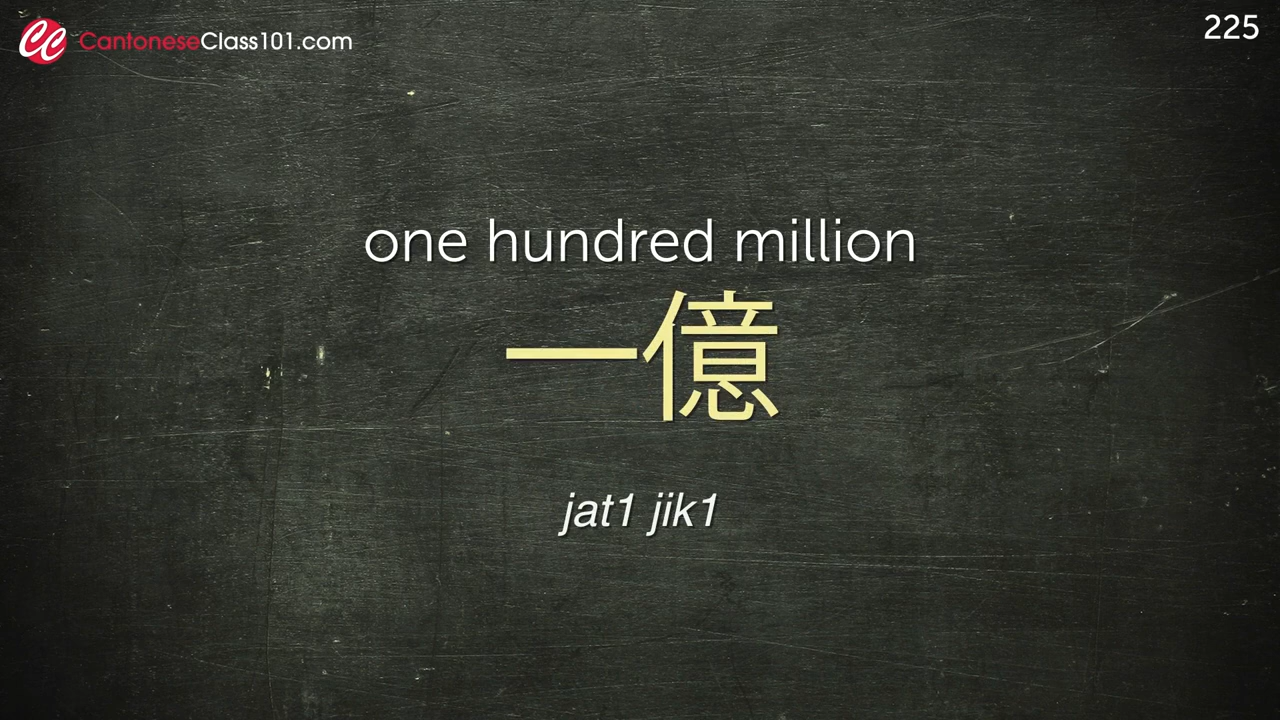 CantoneseClass101.com
225
one hundred million
一億
jat1 jik1